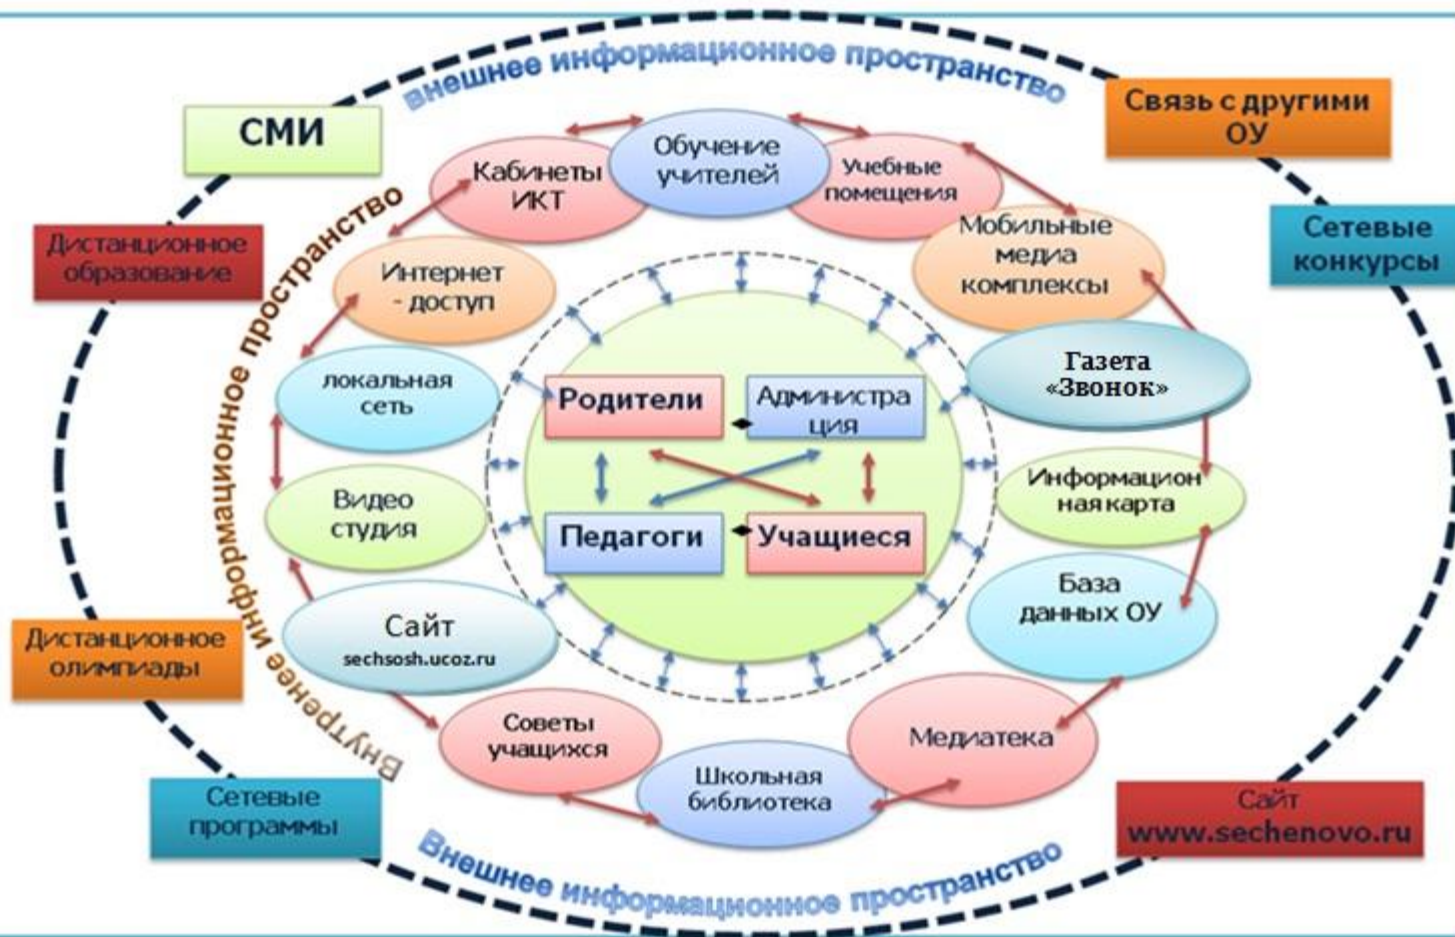 внешнее информационное пространство
СМИ
Связь с другими
ОУ
Дистанционное
образование
Сетевые
конкурсы
Внутренее информационное пространство
Кабинеты
ИКТ
Обучение
учителей
Учебные
помещения
Мобильные
медиа
комплексы
Интернет
- доступ
Газета
«Звонок»
локальная
сеть
Родители
Администра
ция
Информацион
ная карта
Видео
студия
Педагоги
Учащиеся
База
данных ОУ
Сайт
sechsosh.ucoz.ru
Дистанционное
олимпиады
Советы
учащихся
Школьная
библиотека
Медиатека
Сетевые
программы
Сайт
www.sechenovo.ru
Внешнее информационное пространство